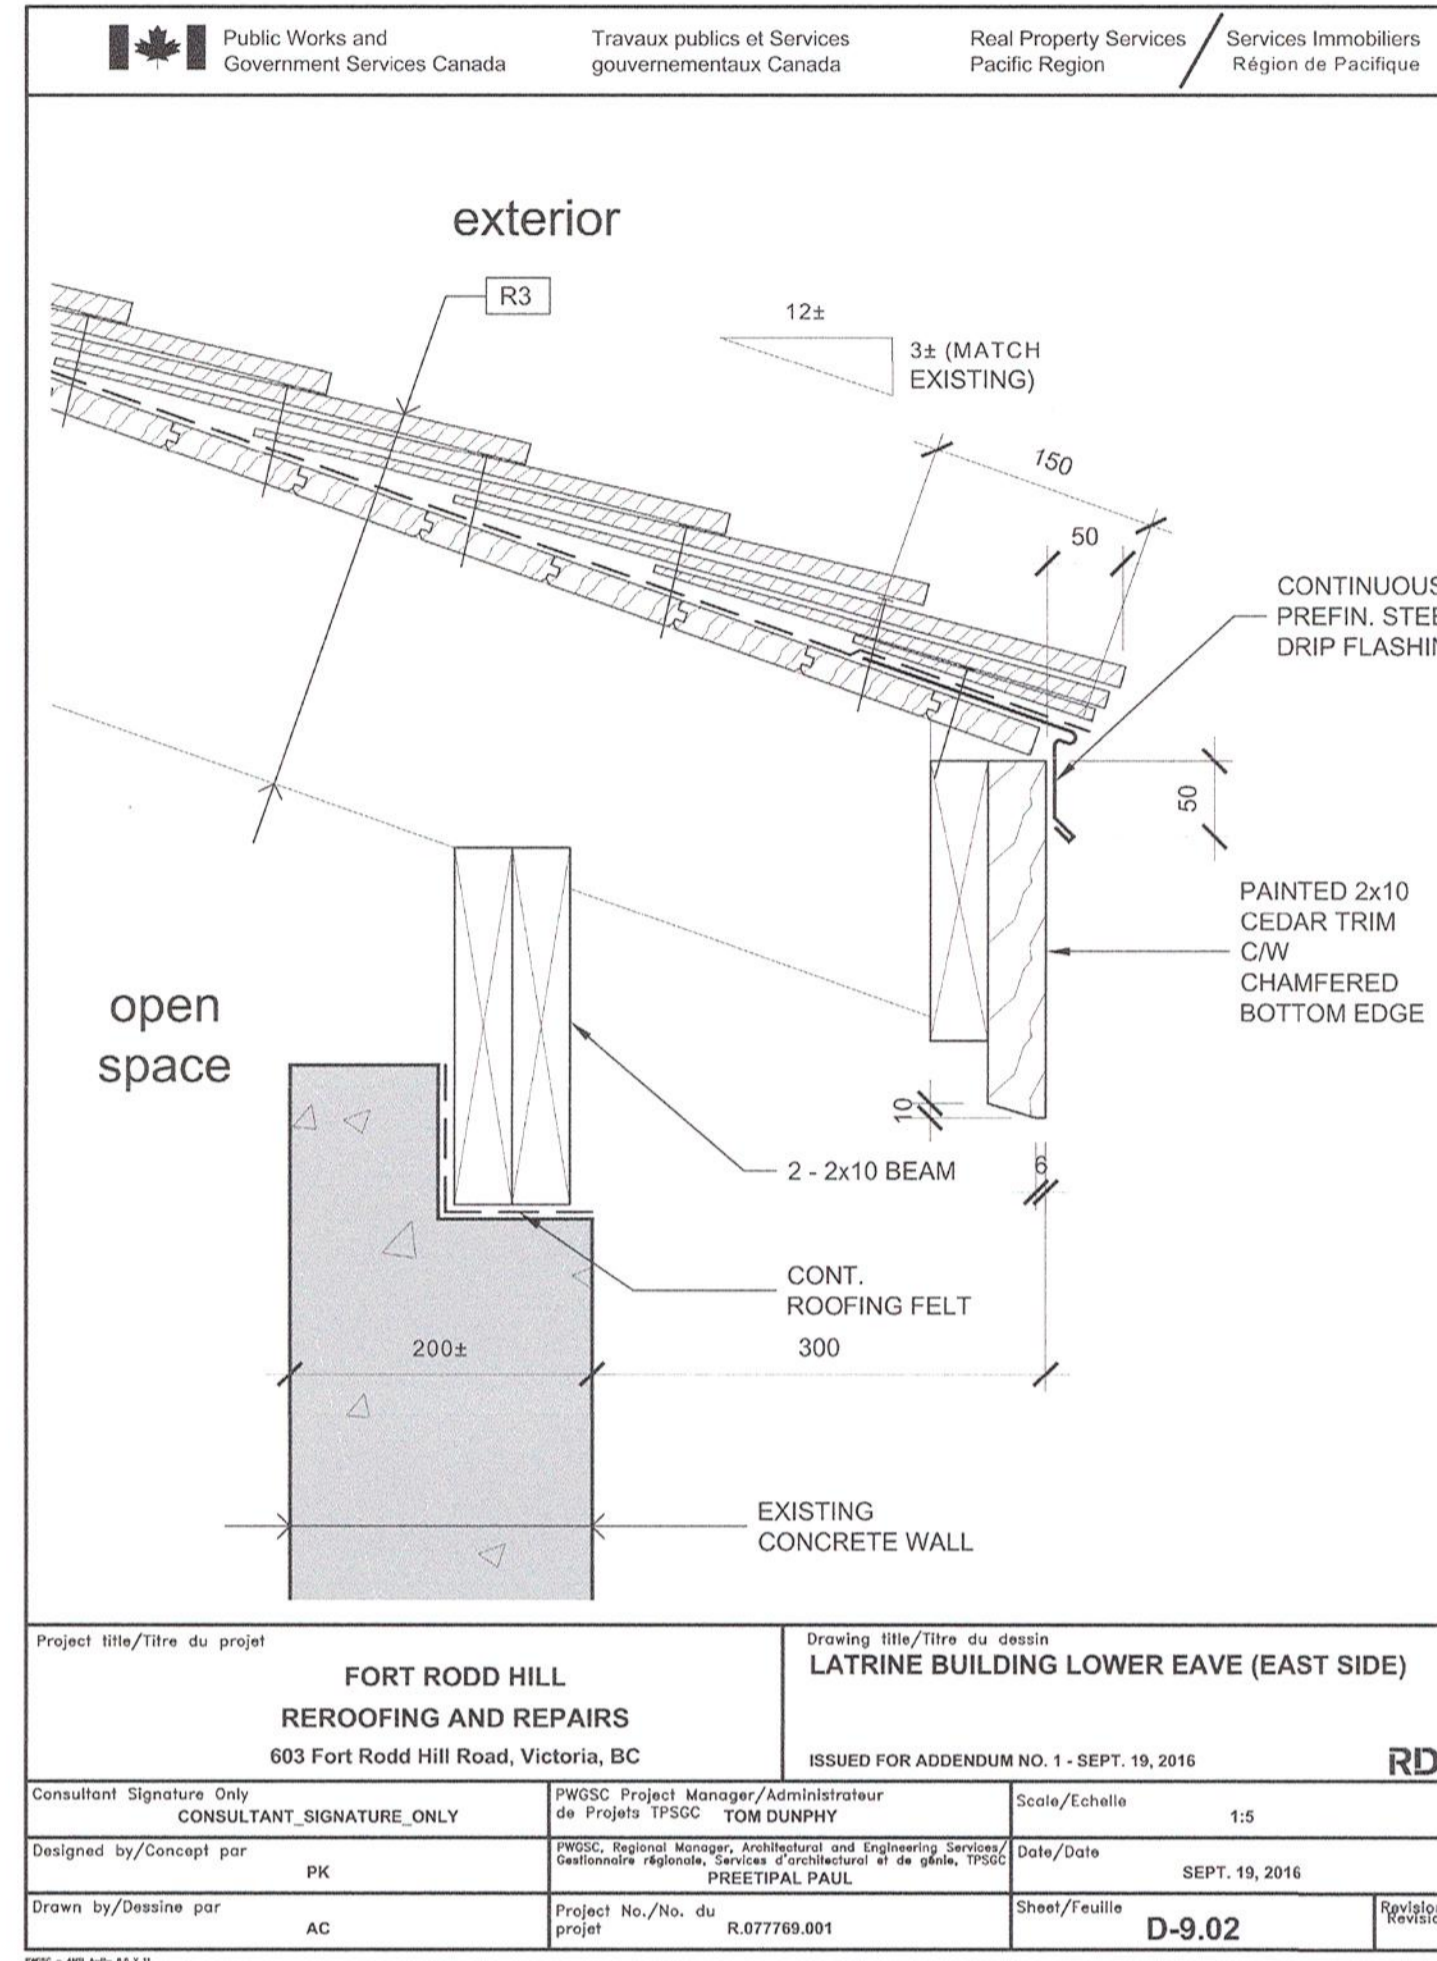 Public Works and
Government Services Canada
Travaux publics et Services
gouvernementaux Canada
Real Property Services
Pacific Region
Services Immobiliers
Région de Pacifique
exterior
R3
12±
3± (MATCH
EXISTING)
150
50
CONTINUOUS
PREFIN.
DRIP
50
PAINTED 2x10
CEDAR TRIM
C/W
CHAMFERED
BOTTOM EDGE
open
space
10
2 - 2x10 BEAM
6
CONT.
ROOFING FELT
200±
300
EXISTING
CONCRETE WALL
Project title/Titre du projet
FORT RODD HILL
REROOFING AND REPAIRS
603 Fort Rodd Hill Road, Victoria, BC
Drawing title/Titre du dessin
LATRINE BUILDING LOWER EAVE (EAST SIDE)
ISSUED FOR ADDENDUM NO. 1 - SEPT. 19, 2016
RD
Consultant Signature Only
CONSULTANT_SIGNATURE_ONLY
PWGSC Project Manager/Administrateur
de Projets TPSGC TOM DUNPHY
Scale/Echelle
1:5
Designed by/Concept par
PK
PWGSC, Regional Manager, Architectural and Engineering Services/
Gestionnaire régionale, Services d'architectural et de génie, TPSGC
PREETIPAL PAUL
Date/Date
SEPT. 19, 2016
Drawn by/Dessine par
AC
Project No./No. du
projet R.077769.001
Sheet/Feuille
D-9.02